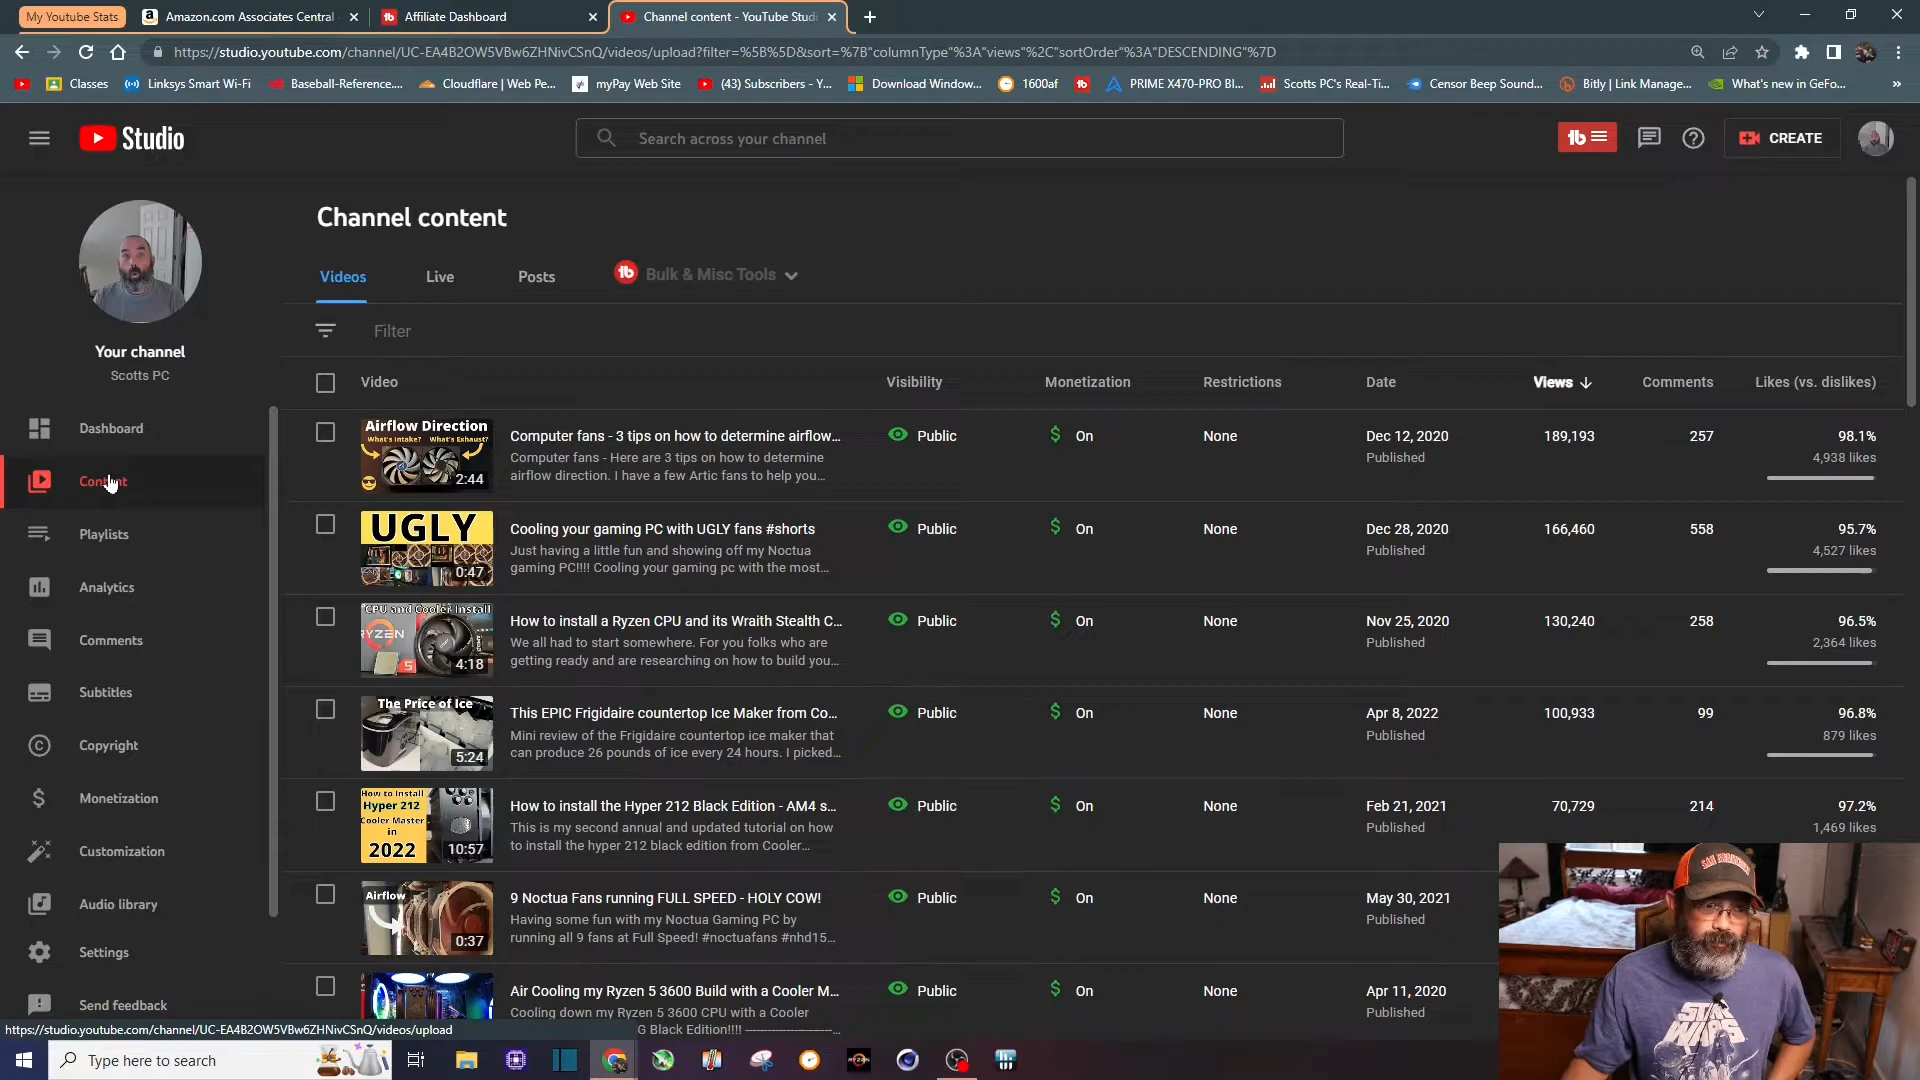 My Youtube Stats
Amazon.com Associates Central
Affiliate Dashboard
Channel content - YouTube Studi
https://studio.youtube.com/channel/UC-EA4B2OW5VBw6ZHNivCSnQ/videos/upload?filter=%5B%5D&sort=%7B"columnType"%3A"views"%2C"sortOrder"%3A"DESCENDING"%7D
Classes
Linksys Smart Wi-Fi
Baseball-Reference....
Cloudflare | Web Pe...
myPay Web Site
(43) Subscribers - Y...
Download Window...
1600af
PRIME X470-PRO BI...
Scotts PC's Real-Ti...
Censor Beep Sound...
Bitly | Link Manage...
What's new in GeFo...
Studio
Search across your channel
CREATE
Your channel
Scotts PC
Dashboard
Content
Playlists
Analytics
Comments
Subtitles
Copyright
Monetization
Customization
Audio library
Settings
Send feedback
Channel content
Videos
Live
Posts
Bulk & Misc Tools
Filter
Video
Visibility
Monetization
Restrictions
Date
Views
Comments
Likes (vs. dislikes)
Airflow Direction
What's Intake? What's Exhaust?
2:44
Computer fans - 3 tips on how to determine airflow...
Computer fans - Here are 3 tips on how to determine
airflow direction. I have a few Artic fans to help you...
Public
On
None
Dec 12, 2020
Published
189,193
257
98.1%
4,938 likes
UGLY
0:47
Cooling your gaming PC with UGLY fans #shorts
Just having a little fun and showing off my Noctua
gaming PC!!!! Cooling your gaming pc with the most...
Public
On
None
Dec 28, 2020
Published
166,460
558
95.7%
4,527 likes
CPU and Cooler Install
RYZEN
5
4:18
How to install a Ryzen CPU and its Wraith Stealth C...
We all had to start somewhere. For you folks who are
getting ready and are researching on how to build you...
Public
On
None
Nov 25, 2020
Published
130,240
258
96.5%
2,364 likes
The Price of Ice
5:24
This EPIC Frigidaire countertop Ice Maker from Co...
Mini review of the Frigidaire countertop ice maker that
can produce 26 pounds of ice every 24 hours. I picked...
Public
On
None
Apr 8, 2022
Published
100,933
99
96.8%
879 likes
How to Install
Hyper 212
Cooler Master
in
2022
10:57
How to install the Hyper 212 Black Edition - AM4 s...
This is my second annual and updated tutorial on how
to install the hyper 212 black edition from Cooler...
Public
On
None
Feb 21, 2021
Published
70,729
214
97.2%
1,469 likes
Airflow
0:37
9 Noctua Fans running FULL SPEED - HOLY COW!
Having some fun with my Noctua Gaming PC by
running all 9 fans at Full Speed! #noctuafans #nhd15...
Public
On
None
May 30, 2021
Published
Air Cooling my Ryzen 5 3600 Build with a Cooler M...
Cooling down my Ryzen 5 3600 CPU with a Cooler
G Black Edition!!!!
Public
On
None
Apr 11, 2020
Published
SAN FRANCISCO
STAR
WARS
https://studio.youtube.com/channel/UC-EA4B2OW5VBw6ZHNivCSnQ/videos/upload
Type here to search
RYZEN